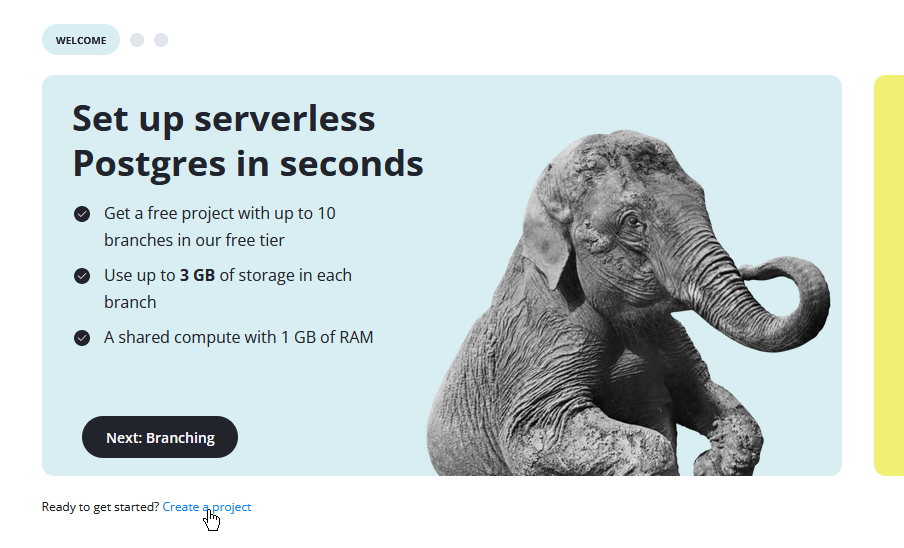 WELCOME
Set up serverless
Postgres in seconds
Get a free project with up to 10
branches in our free tier
Use up to 3 GB of storage in each
branch
A shared compute with 1 GB of RAM
Next: Branching
Ready to get started? Create a project